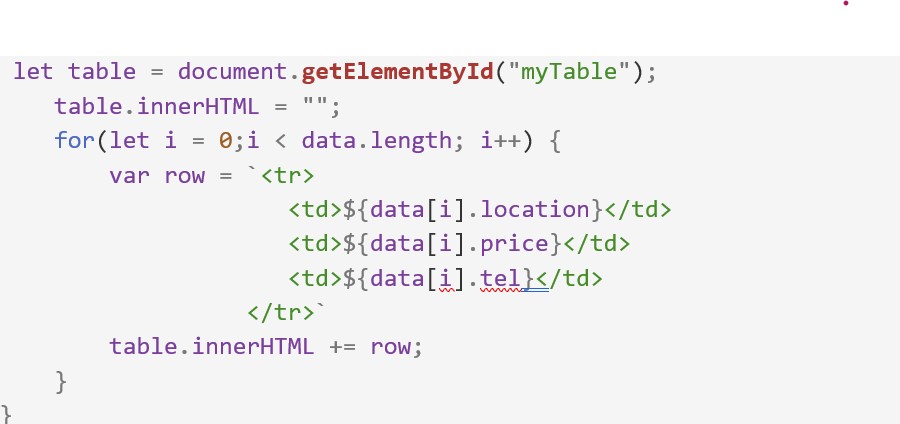 let table = document.getElementById("myTable");
table.innerHTML = "";
for(let i = 0;i < data.length; i++) {
var row = `<tr>
<td>${data[i].location}</td>
<td>${data[i].price}</td>
<td>${data[i].tel}</td>
</tr>`
table.innerHTML += row;
}
}